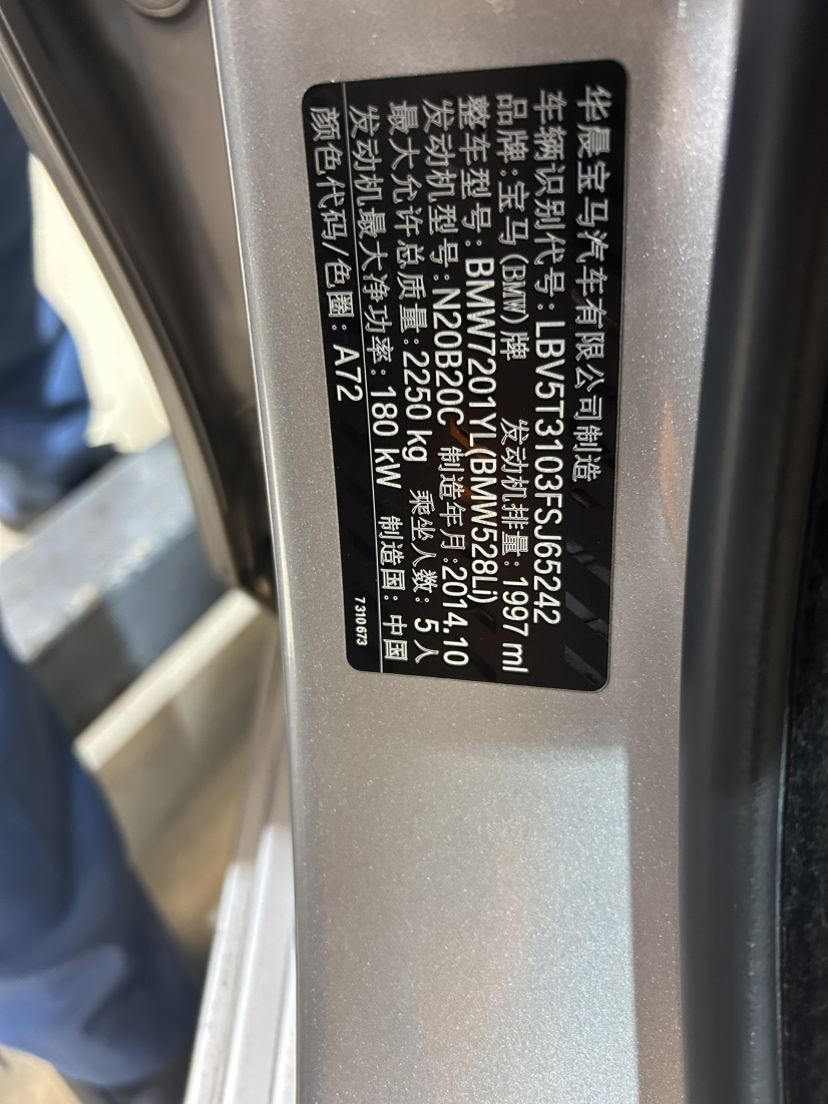 华晨宝马汽车有限公司制造
车辆识别代号:LBV5T3103FSJ65242
品牌:宝马(BMW)牌 发动机排量:1997 ml
整车型号:BMW7201YL(BMW528Li)
发动机型号:N20B20C 制造年月:2014.10
最大允许总质量:2250 kg 乘坐人数:5人
发动机最大净功率:180 kW 制造国:中国
颜色代码/色圈:A72
7 310 673